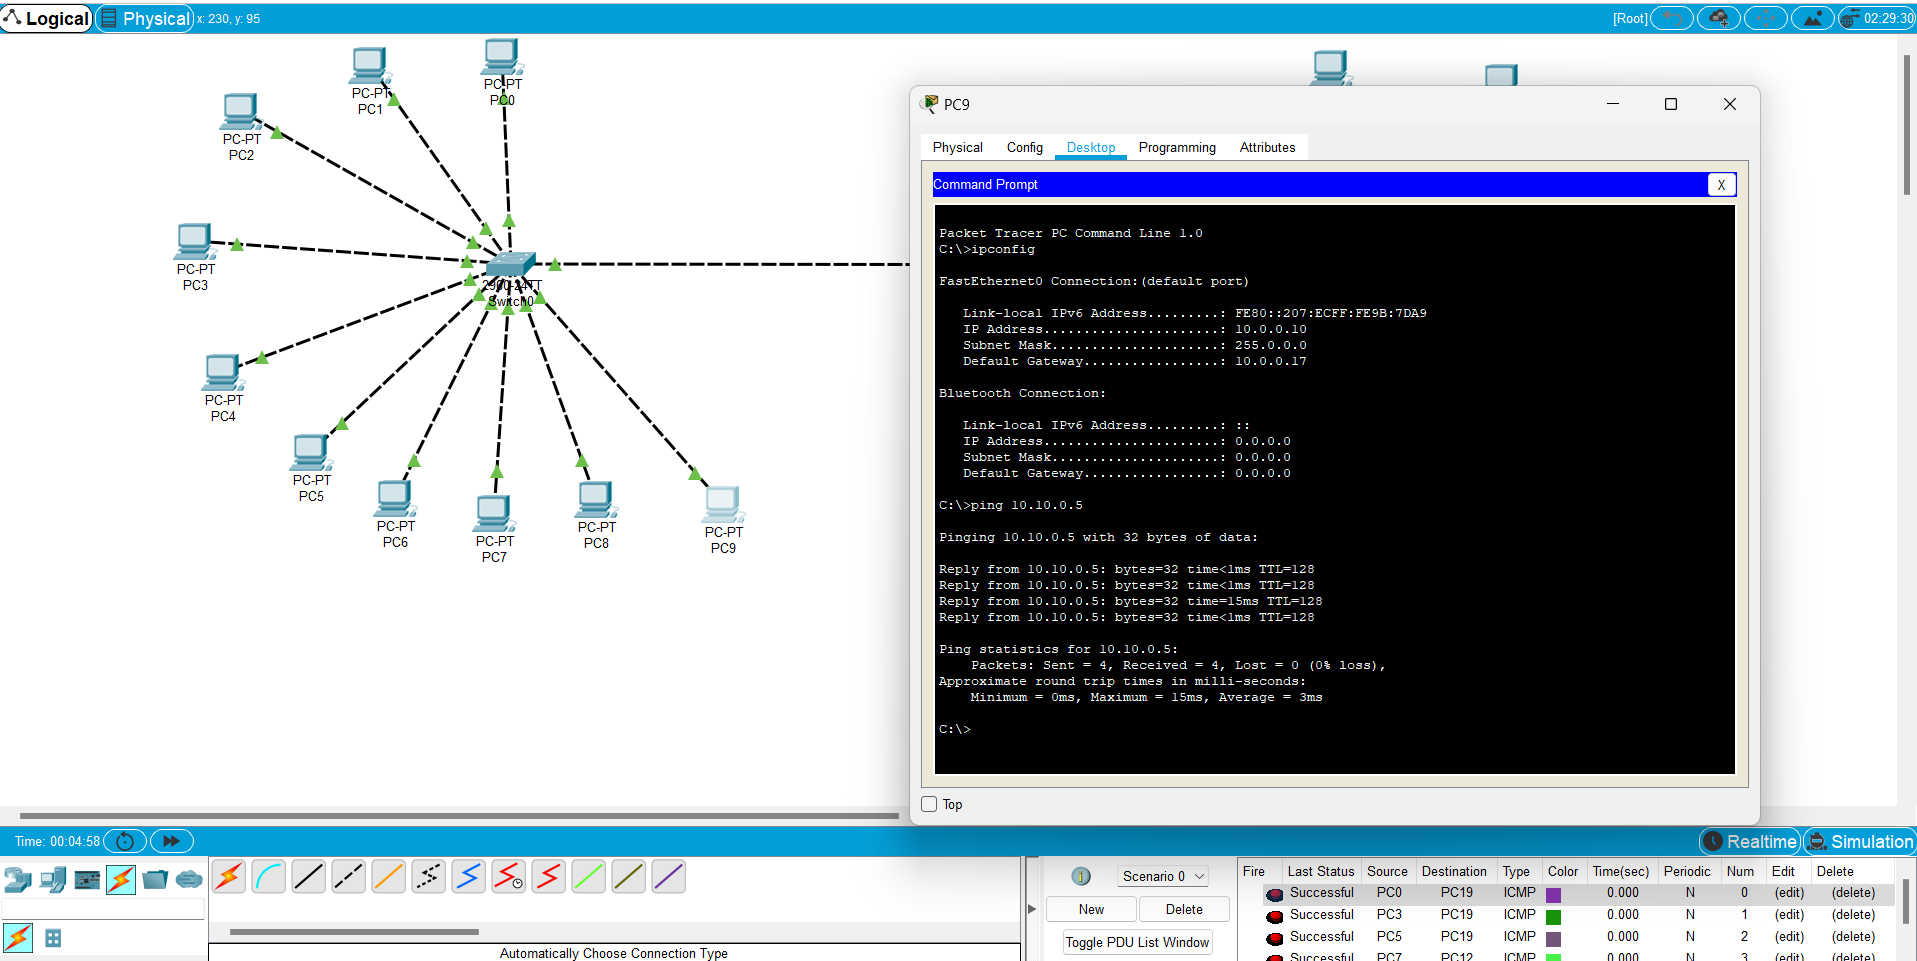 Logical Physical x: 230, y: 95 [Root] 02:29:30
PC-PT
PC0
PC-PT
PC1
PC-PT
PC2
PC-PT
PC3
2960-24TT
Switch0
PC-PT
PC4
PC-PT
PC5
PC-PT
PC6
PC-PT
PC7
PC-PT
PC8
PC-PT
PC9
PC9
Physical Config Desktop Programming Attributes
Command Prompt X
Packet Tracer PC Command Line 1.0
C:\>ipconfig
FastEthernet0 Connection:(default port)
Link-local IPv6 Address.........: FE80::207:ECFF:FE9B:7DA9
IP Address......................: 10.0.0.10
Subnet Mask.....................: 255.0.0.0
Default Gateway.................: 10.0.0.17
Bluetooth Connection:
Link-local IPv6 Address.........: ::
IP Address......................: 0.0.0.0
Subnet Mask.....................: 0.0.0.0
Default Gateway.................: 0.0.0.0
C:\>ping 10.10.0.5
Pinging 10.10.0.5 with 32 bytes of data:
Reply from 10.10.0.5: bytes=32 time<1ms TTL=128
Reply from 10.10.0.5: bytes=32 time<1ms TTL=128
Reply from 10.10.0.5: bytes=32 time=15ms TTL=128
Reply from 10.10.0.5: bytes=32 time<1ms TTL=128
Ping statistics for 10.10.0.5:
Packets: Sent = 4, Received = 4, Lost = 0 (0% loss),
Approximate round trip times in milli-seconds:
Minimum = 0ms, Maximum = 15ms, Average = 3ms
C:\>
Top
Time: 00:04:58 Realtime Simulation
Automatically Choose Connection Type
Scenario 0
New Delete
Toggle PDU List Window
Fire Last Status Source Destination Type Color Time(sec) Periodic Num Edit Delete
Successful PC0 PC19 ICMP 0.000 N 0 (edit) (delete)
Successful PC3 PC19 ICMP 0.000 N 1 (edit) (delete)
Successful PC5 PC19 ICMP 0.000 N 2 (edit) (delete)
Successful PC7 PC12 ICMP 0.000 N 3 (edit) (delete)